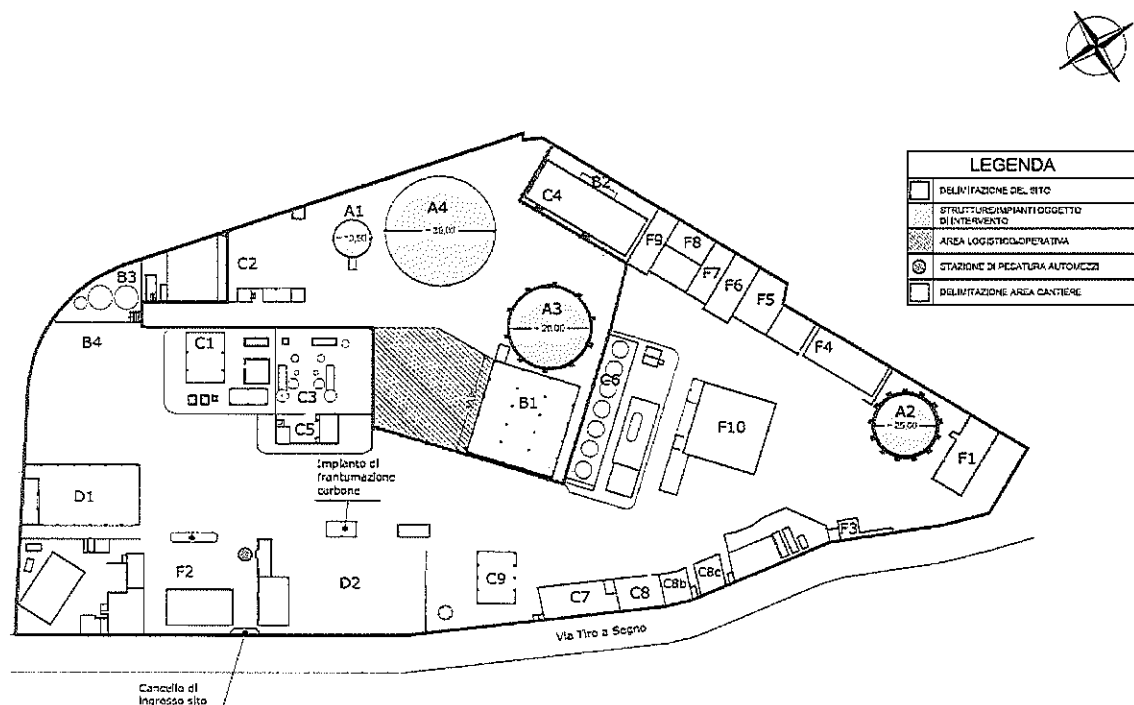 LEGENDA
DELIMITAZIONE DEL SITO
STRUTTURE/IMPIANTI OGGETTO
DI INTERVENTO
AREA LOGISTICO/OPERATIVA
STAZIONE DI PESATURA AUTOMEZZI
DELIMITAZIONE AREA CANTIERE
B2
C4
A1
A4
F9
F8
C2
F7
B3
F6
F5
A3
F4
B4
C1
C6
C3
B1
A2
C5
F10
F1
Impianto di
frantumazione
carbone
D1
F3
F2
D2
C9
C8c
C8b
C7
C8
Via Tiro a Segno
Cancello di
ingresso sito